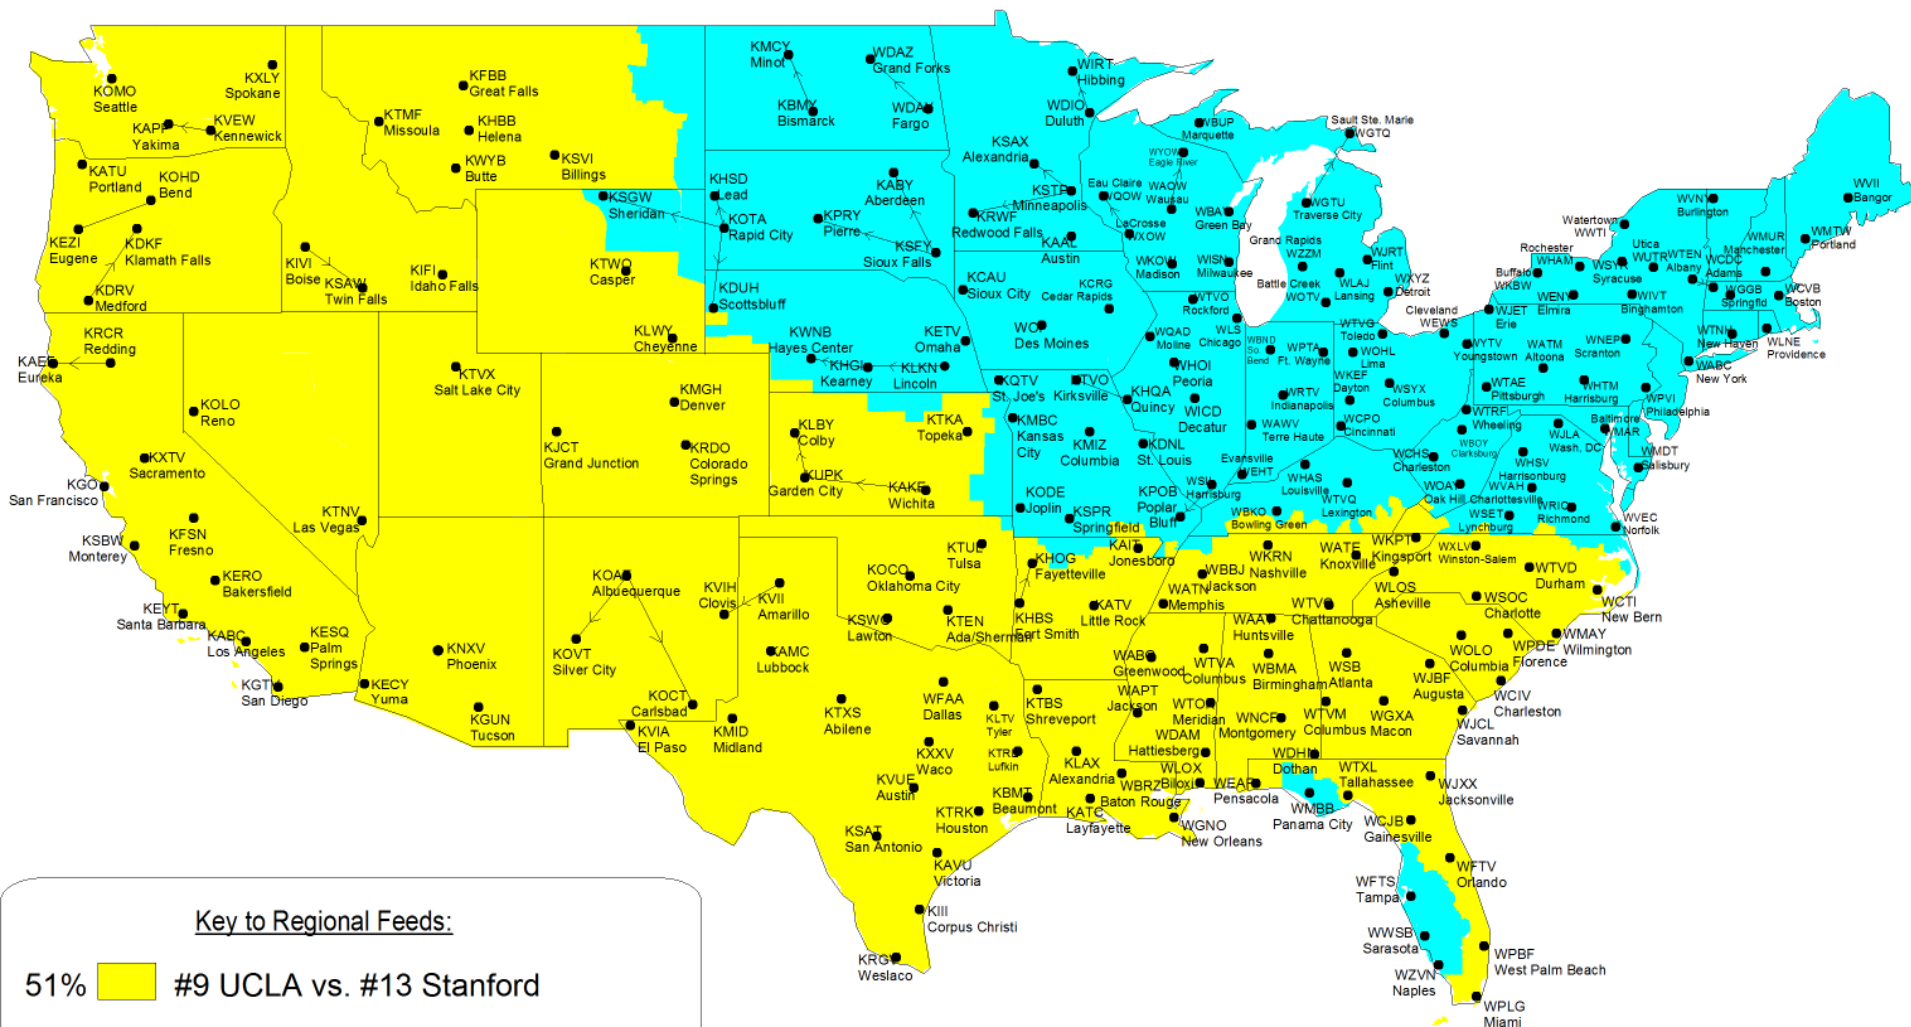 KOMO
Seattle
KXLY
Spokane
KAPP
Yakima
KVEW
Kennewick
KATU
Portland
KOHD
Bend
KEZI
Eugene
KDKF
Klamath Falls
KDRV
Medford
KFBB
Great Falls
KTMF
Missoula
KHBB
Helena
KWYB
Butte
KSVI
Billings
KIVI
Boise
KSAW
Twin Falls
KIFI
Idaho Falls
KSGW
Sheridan
KTWO
Casper
KLWY
Cheyenne
KMCY
Minot
WDAZ
Grand Forks
KBMY
Bismarck
WDAY
Fargo
KHSD
Lead
KOTA
Rapid City
KABY
Aberdeen
KPRY
Pierre
KSFY
Sioux Falls
KDUH
Scottsbluff
KWNB
Hayes Center
KHGI
Kearney
KLKN
Lincoln
KETV
Omaha
WIRT
Hibbing
WDIO
Duluth
KSAX
Alexandria
KSTP
Minneapolis
KRWF
Redwood Falls
KAAL
Austin
KCAU
Sioux City
KCRG
Cedar Rapids
WOI
Des Moines
WBUP
Marquette
Sault Ste. Marie
WGTQ
WYOW
Eagle River
Eau Claire
WQOW
WAOW
Wausau
LaCrosse
WXOW
WBAY
Green Bay
WKOW
Madison
WISN
Milwaukee
WGTU
Traverse City
Grand Rapids
WZZM
WJRT
Flint
Battle Creek
WOTV
WLAJ
Lansing
WXYZ
Detroit
WTVO
Rockford
WLS
Chicago
WQAD
Moline
WHOI
Peoria
KHQA
Quincy
WICD
Decatur
WBND
So.
Bend
WPTA
Ft. Wayne
WRTV
Indianapolis
WAWV
Terre Haute
Evansville
WEHT
WSIL
Harrisburg
WTVG
Toledo
WOHL
Lima
WKEF
Dayton
WSYX
Columbus
WCPO
Cincinnati
Cleveland
WEWS
WYTV
Youngstown
WJET
Erie
WATM
Altoona
WNEP
Scranton
WTAE
Pittsburgh
WHTM
Harrisburg
WPVI
Philadelphia
WTRF
Wheeling
WBOY
Clarksburg
WCHS
Charleston
WOAY
Oak Hill
Baltimore
WMAR
WJLA
Wash, DC
WMDT
Salisbury
WHSV
Harrisonburg
WVAH
Charlottesville
WSET
Lynchburg
WRIC
Richmond
WVEC
Norfolk
Watertown
WWTI
Rochester
WHAM
Buffalo
WKBW
WSYR
Syracuse
Utica
WUTR
WTEN
Albany
WENY
Elmira
WIVT
Binghamton
WVNY
Burlington
WMUR
Manchester
WCDC
Adams
WGGB
Springfld
WCVB
Boston
WTNH
New Haven
WLNE
Providence
WABC
New York
WMTW
Portland
WVII
Bangor
KRCR
Redding
KAEF
Eureka
KOLO
Reno
KXTV
Sacramento
KGO
San Francisco
KFSN
Fresno
KSBW
Monterey
KERO
Bakersfield
KEYT
Santa Barbara
KABC
Los Angeles
KESQ
Palm
Springs
KGTV
San Diego
KTNV
Las Vegas
KTVX
Salt Lake City
KMGH
Denver
KJCT
Grand Junction
KRDO
Colorado
Springs
KNXV
Phoenix
KECY
Yuma
KGUN
Tucson
KOAT
Albuequerque
KOVT
Silver City
KOCT
Carlsbad
KVIH
Clovis
KVII
Amarillo
KLBY
Colby
KUPK
Garden City
KAKE
Wichita
KTKA
Topeka
KQTV
St. Joe's
KTVO
Kirksville
KMBC
Kansas
City
KMIZ
Columbia
KDNL
St. Louis
KODE
Joplin
KSPR
Springfield
KPOB
Poplar
Bluff
KTUL
Tulsa
KOCO
Oklahoma City
KSWO
Lawton
KTEN
Ada/Sherman
KHOG
Fayetteville
KAIT
Jonesboro
KHBS
Fort Smith
KATV
Little Rock
KAMC
Lubbock
KTXS
Abilene
WFAA
Dallas
KLTV
Tyler
KTRE
Lufkin
KVIA
El Paso
KMID
Midland
KXXV
Waco
KVUE
Austin
KBMT
Beaumont
KTRK
Houston
KSAT
San Antonio
KAVU
Victoria
KIII
Corpus Christi
KRGV
Weslaco
KTBS
Shreveport
KLAX
Alexandria
KATC
Layfayette
WBRZ
Baton Rouge
WGNO
New Orleans
WABG
Greenwood
WAPT
Jackson
WTVA
Columbus
WTOK
Meridian
WDAM
Hattiesberg
WLOX
Biloxi
WHAS
Louisville
WTVQ
Lexington
WBKO
Bowling Green
WKRN
Nashville
WATE
Knoxville
WKPT
Kingsport
WBBJ
Jackson
WATN
Memphis
WTVC
Chattanooga
WAAY
Huntsville
WBMA
Birmingham
WNCF
Montgomery
WDHN
Dothan
WEAR
Pensacola
WSB
Atlanta
WTVM
Columbus
WGXA
Macon
WJBF
Augusta
WJCL
Savannah
WLOS
Asheville
WXLV
Winston-Salem
WTVD
Durham
WSOC
Charlotte
WCTI
New Bern
WMAY
Wilmington
WOLO
Columbia
WPDE
Florence
WCIV
Charleston
WTXL
Tallahassee
WMBB
Panama City
WJXX
Jacksonville
WCJB
Gainesville
WFTV
Orlando
WFTS
Tampa
WWSB
Sarasota
WZVN
Naples
WPBF
West Palm Beach
WPLG
Miami
Key to Regional Feeds:
51% #9 UCLA vs. #13 Stanford